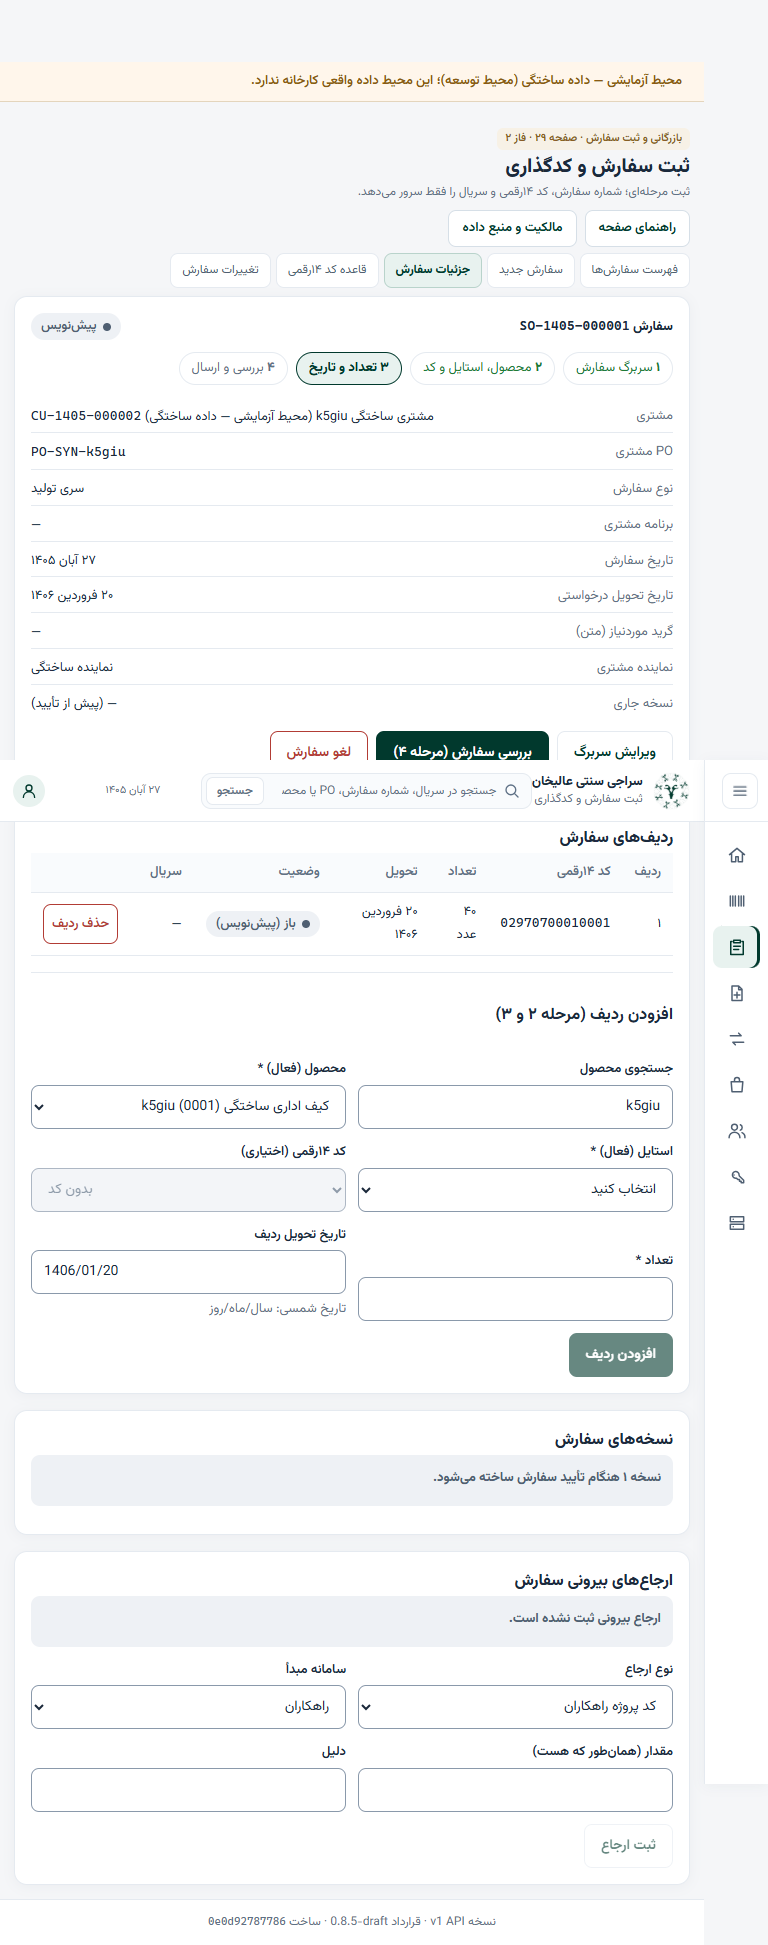 محیط آزمایشی — داده ساختگی (محیط توسعه)؛ این محیط داده واقعی کارخانه ندارد.
بازرگانی و ثبت سفارش · صفحه ۲۹ · فاز ۲
ثبت سفارش و کدگذاری
ثبت مرحله‌ای؛ شماره سفارش، کد ۱۴رقمی و سریال را فقط سرور می‌دهد.
راهنمای صفحه
مالکیت و منبع داده
فهرست سفارش‌ها
سفارش جدید
جزئیات سفارش
قاعده کد ۱۴رقمی
تغییرات سفارش
سفارش SO-1405-000001
پیش‌نویس
۱ سربرگ سفارش
۲ محصول، استایل و کد
۳ تعداد و تاریخ
۴ بررسی و ارسال
مشتری
مشتری ساختگی k5giu (محیط آزمایشی — داده ساختگی) CU-1405-000002
PO مشتری
PO-SYN-k5giu
نوع سفارش
سری تولید
برنامه مشتری
—
تاریخ سفارش
۲۷ آبان ۱۴۰۵
تاریخ تحویل درخواستی
۲۰ فروردین ۱۴۰۶
گرید موردنیاز (متن)
—
نماینده مشتری
نماینده ساختگی
نسخه جاری
— (پیش از تأیید)
ویرایش سربرگ
بررسی سفارش (مرحله ۴)
لغو سفارش
سراجی سنتی عالیخان
ثبت سفارش و کدگذاری
جستجو در سریال، شماره سفارش، PO یا محص
جستجو
۲۷ آبان ۱۴۰۵
ردیف‌های سفارش
ردیف
کد ۱۴رقمی
تعداد
تحویل
وضعیت
سریال
۱
02970700010001
۴۰ عدد
۲۰ فروردین ۱۴۰۶
باز (پیش‌نویس)
—
حذف ردیف
افزودن ردیف (مرحله ۲ و ۳)
جستجوی محصول
محصول (فعال) *
k5giu
کیف اداری ساختگی k5giu (0001)
استایل (فعال) *
کد ۱۴رقمی (اختیاری)
انتخاب کنید
بدون کد
تعداد *
تاریخ تحویل ردیف
1406/01/20
تاریخ شمسی: سال/ماه/روز
افزودن ردیف
نسخه‌های سفارش
نسخه ۱ هنگام تأیید سفارش ساخته می‌شود.
ارجاع‌های بیرونی سفارش
ارجاع بیرونی ثبت نشده است.
نوع ارجاع
سامانه مبدأ
کد پروژه راهکاران
راهکاران
مقدار (همان‌طور که هست)
دلیل
ثبت ارجاع
نسخه v1 API · قرارداد 0.8.5-draft · ساخت 0e0d92787786